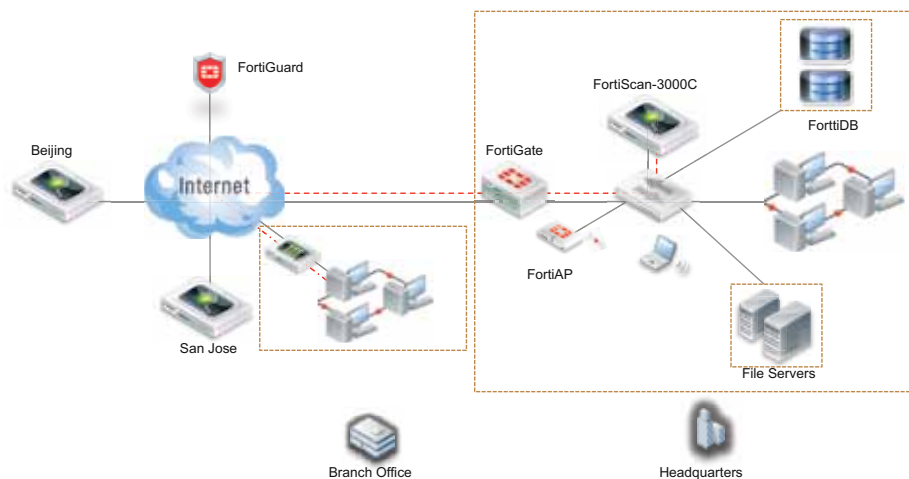 FortiGuard
FortiScan-3000C
ForttiDB
Beijing
Internet
FortiGate
FortiAP
San Jose
File Servers
Branch Office
Headquarters